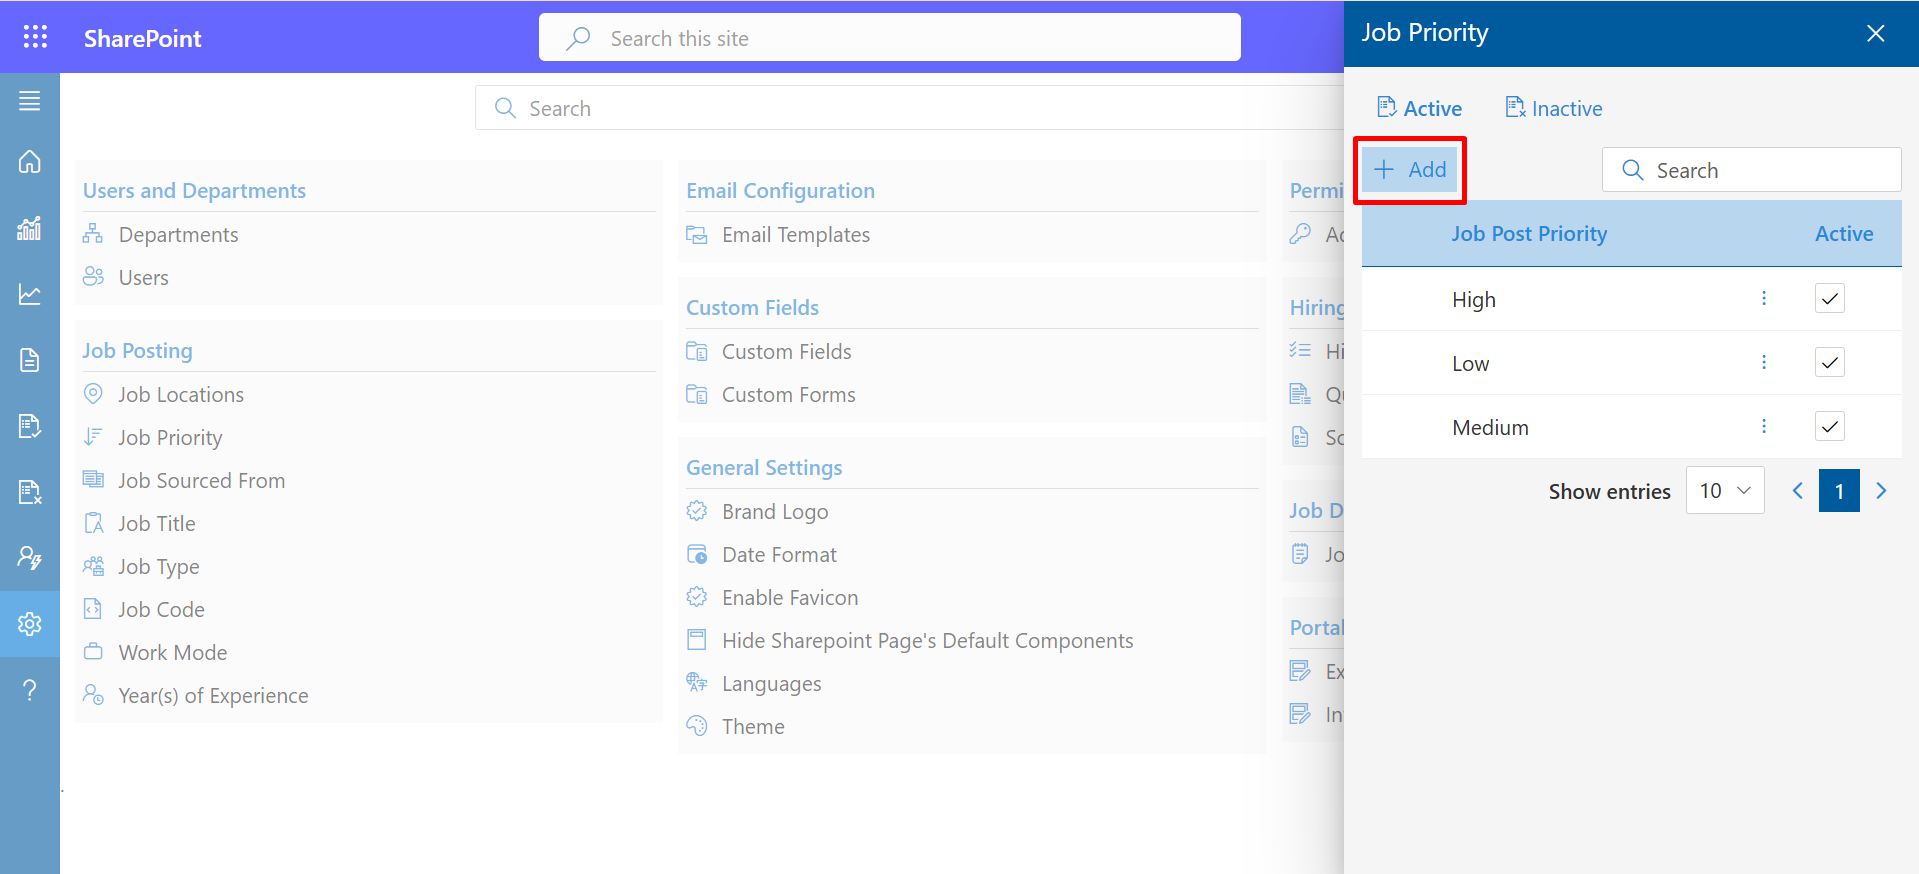 SharePoint
Search this site
Job Priority
Search
Active
Inactive
Add
Search
Users and Departments
Departments
Users
Job Posting
Job Locations
Job Priority
Job Sourced From
Job Title
Job Type
Job Code
Work Mode
Year(s) of Experience
Email Configuration
Email Templates
Custom Fields
Custom Fields
Custom Forms
General Settings
Brand Logo
Date Format
Enable Favicon
Hide Sharepoint Page's Default Components
Languages
Theme
Permi
Ac
Hiring
Hi
Qu
Sc
Job D
Jo
Portal
Ex
In
Job Post Priority
Active
High
Low
Medium
Show entries
10
1